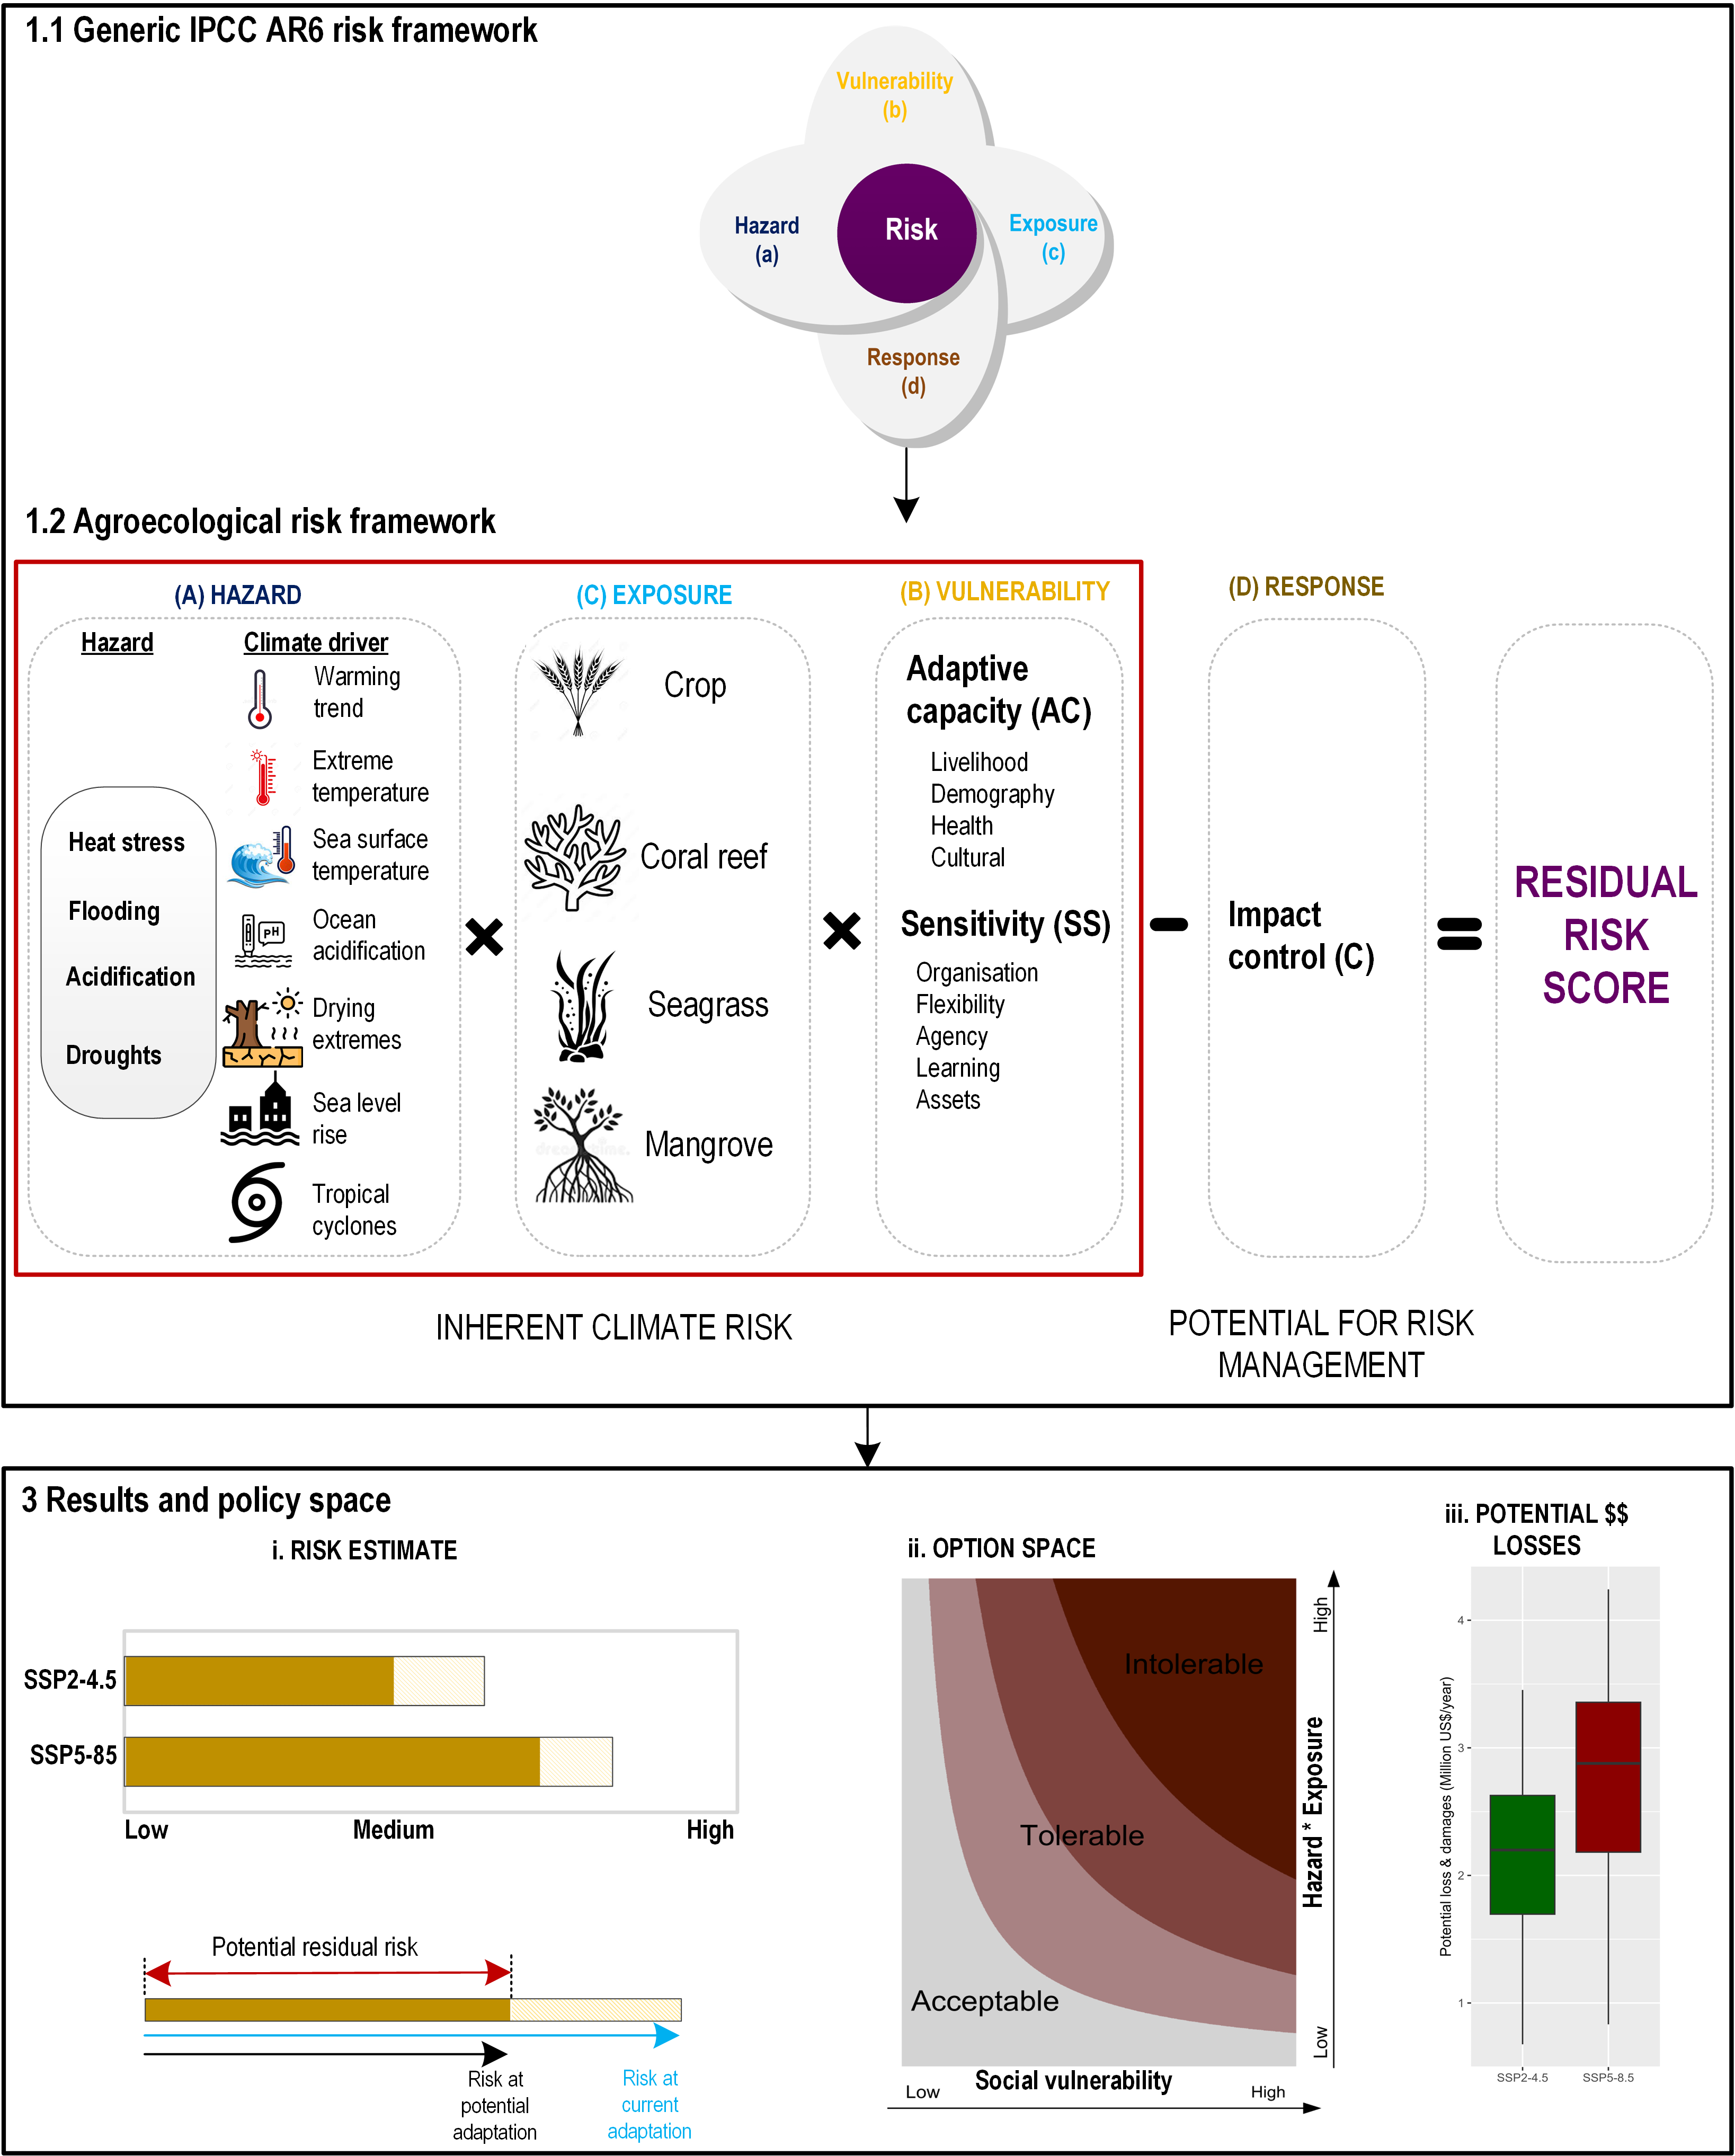 1.1 Generic IPCC AR6 risk framework
Vulnerability
(b)
Hazard
(a)
Risk
Exposure
(c)
Response
(d)
1.2 Agroecological risk framework
(A) HAZARD
(C) EXPOSURE
(B) VULNERABILITY
(D) RESPONSE
Hazard
Climate driver
Heat stress
Flooding
Acidification
Droughts
Warming
trend
Extreme
temperature
Sea surface
temperature
PH
Ocean
acidification
Drying
extremes
Sea level
rise
Tropical
cyclones
Crop
Coral reef
Seagrass
Mangrove
Adaptive
capacity (AC)
Livelihood
Demography
Health
Cultural
Sensitivity (SS)
Organisation
Flexibility
Agency
Learning
Assets
Impact
control (C)
RESIDUAL
RISK
SCORE
INHERENT CLIMATE RISK
POTENTIAL FOR RISK
MANAGEMENT
3 Results and policy space
i. RISK ESTIMATE
SSP2-4.5
SSP5-85
Low Medium High
Potential residual risk
Risk at
potential
adaptation
Risk at
current
adaptation
ii. OPTION SPACE
Intolerable
Tolerable
Acceptable
High
Hazard * Exposure
Low
Low Social vulnerability High
iii. POTENTIAL $$
LOSSES
Potential loss & damages (Million US$/year)
4
3
2
1
SSP2-4.5 SSP5-8.5